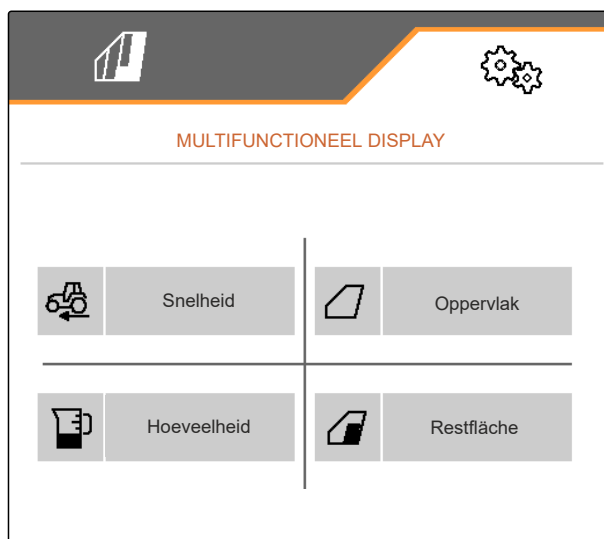 MULTIFUNCTIONEEL DISPLAY
Snelheid
Oppervlak
Hoeveelheid
Restfläche